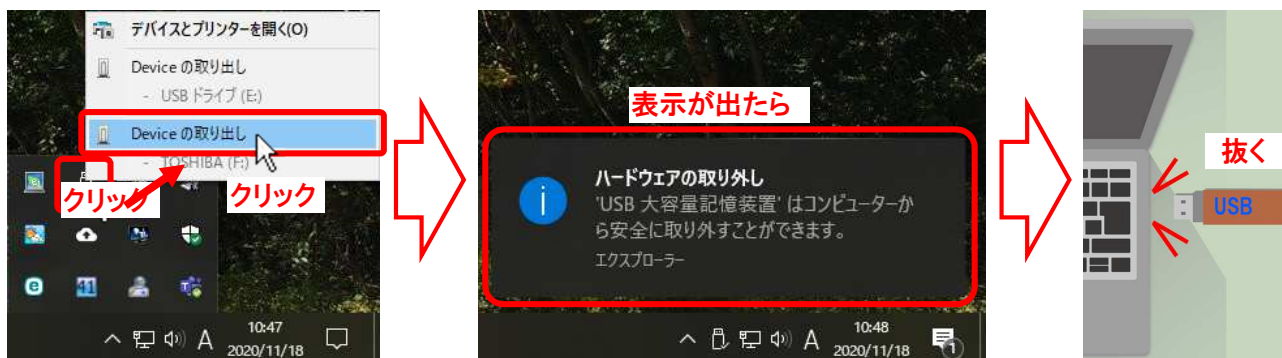 デバイスとプリンターを開く(O)
Device の取り出し
- USB ドライブ (E:)
Device の取り出し
- TOSHIBA (F:)
クリック
クリック
41
A
10:47
2020/11/18
表示が出たら
ハードウェアの取り外し
'USB 大容量記憶装置' はコンピューターか
ら安全に取り外すことができます。
エクスプローラー
A
10:48
2020/11/18
1
抜く
USB